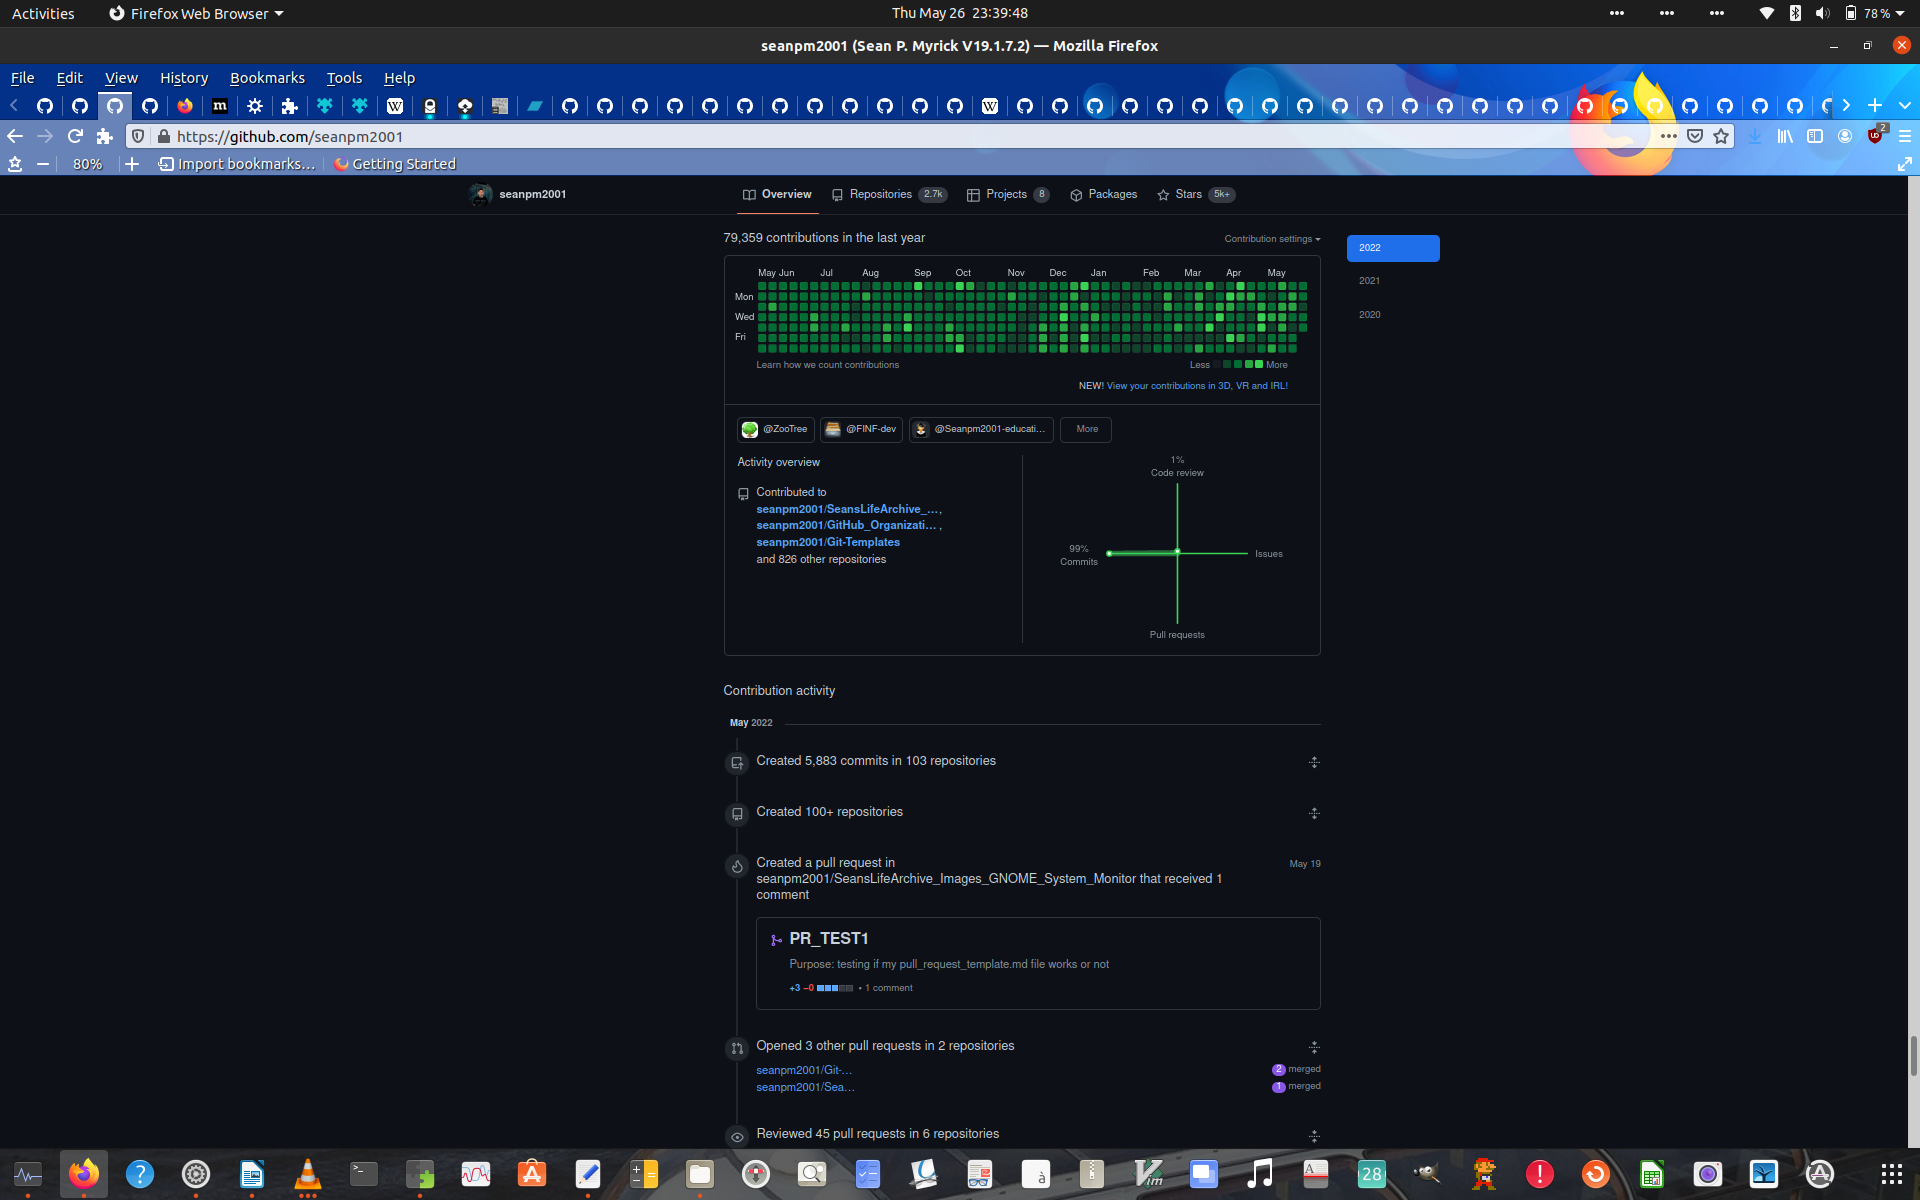 Activities
Firefox Web Browser
Thu May 26 23:39:48
78 %
seanpm2001 (Sean P. Myrick V19.1.7.2) — Mozilla Firefox
File Edit View History Bookmarks Tools Help
https://github.com/seanpm2001
2
80%
Import bookmarks...
Getting Started
seanpm2001
Overview
Repositories 2.7k
Projects 8
Packages
Stars 5k+
79,359 contributions in the last year
Contribution settings
2022
2021
2020
May Jun Jul Aug Sep Oct Nov Dec Jan Feb Mar Apr May
Mon
Wed
Fri
Learn how we count contributions
Less
More
NEW! View your contributions in 3D, VR and IRL!
@ZooTree
@FINF-dev
@Seanpm2001-educati...
More
Activity overview
Contributed to
seanpm2001/SeansLifeArchive_... ,
seanpm2001/GitHub_Organizati... ,
seanpm2001/Git-Templates
and 826 other repositories
1%
Code review
99%
Commits
Issues
Pull requests
Contribution activity
May 2022
Created 5,883 commits in 103 repositories
Created 100+ repositories
Created a pull request in
May 19
seanpm2001/SeansLifeArchive_Images_GNOME_System_Monitor that received 1
comment
PR_TEST1
Purpose: testing if my pull_request_template.md file works or not
+3 −0 • 1 comment
Opened 3 other pull requests in 2 repositories
seanpm2001/Git-...
2 merged
seanpm2001/Sea...
1 merged
Reviewed 45 pull requests in 6 repositories
28